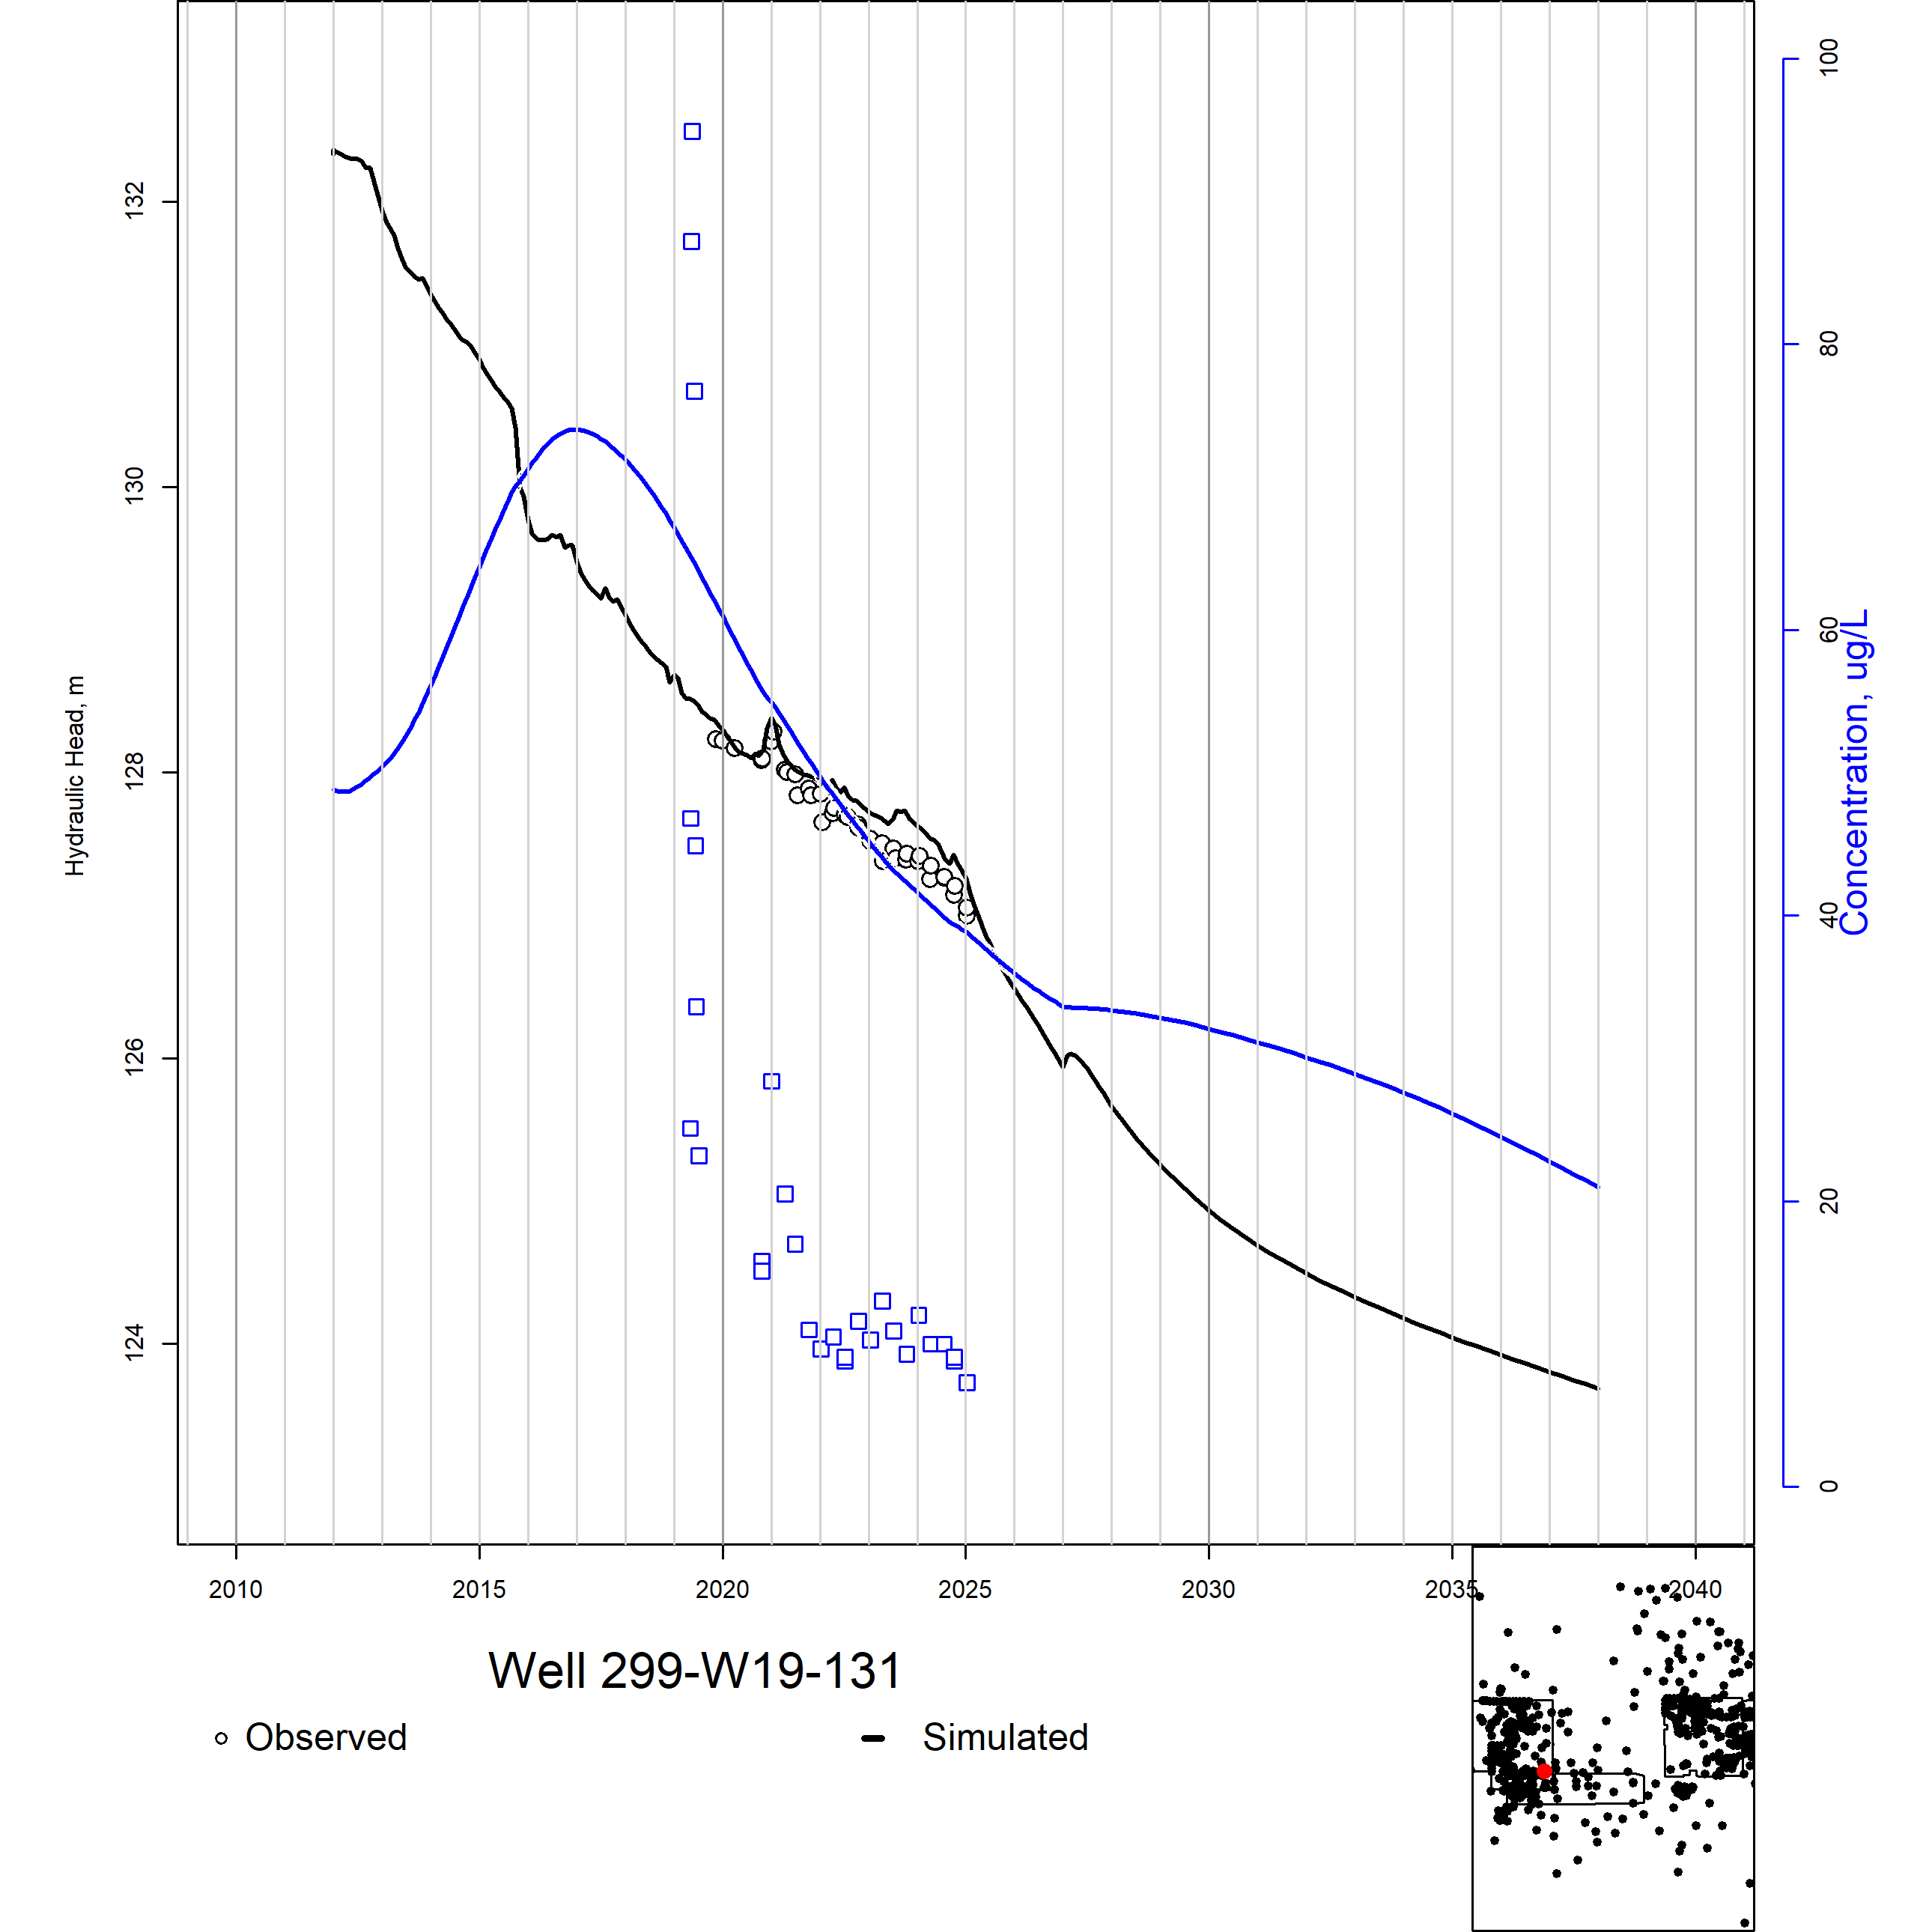 132
130
128
126
124
Hydraulic Head, m
100
80
60
40
20
0
Concentration, ug/L
2010 2015 2020 2025 2030 2035 2040
Well 299-W19-131
Observed Simulated